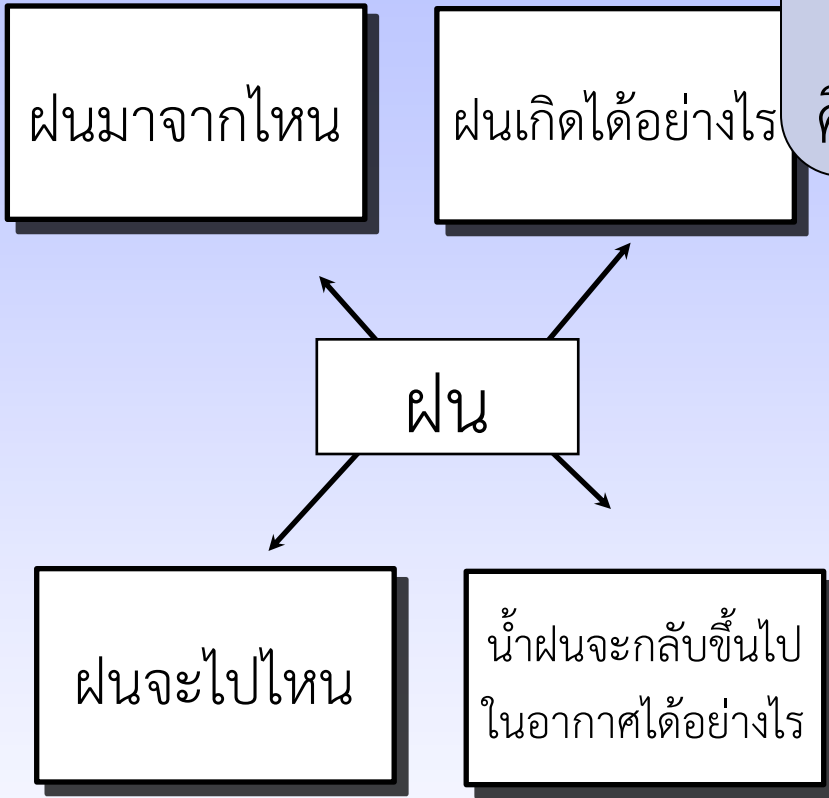 ฝนมาจากไหน
ฝนเกิดได้อย่างไร
ฝน
ฝนจะไปไหน
น้ำฝนจะกลับขึ้นไป
ในอากาศได้อย่างไร